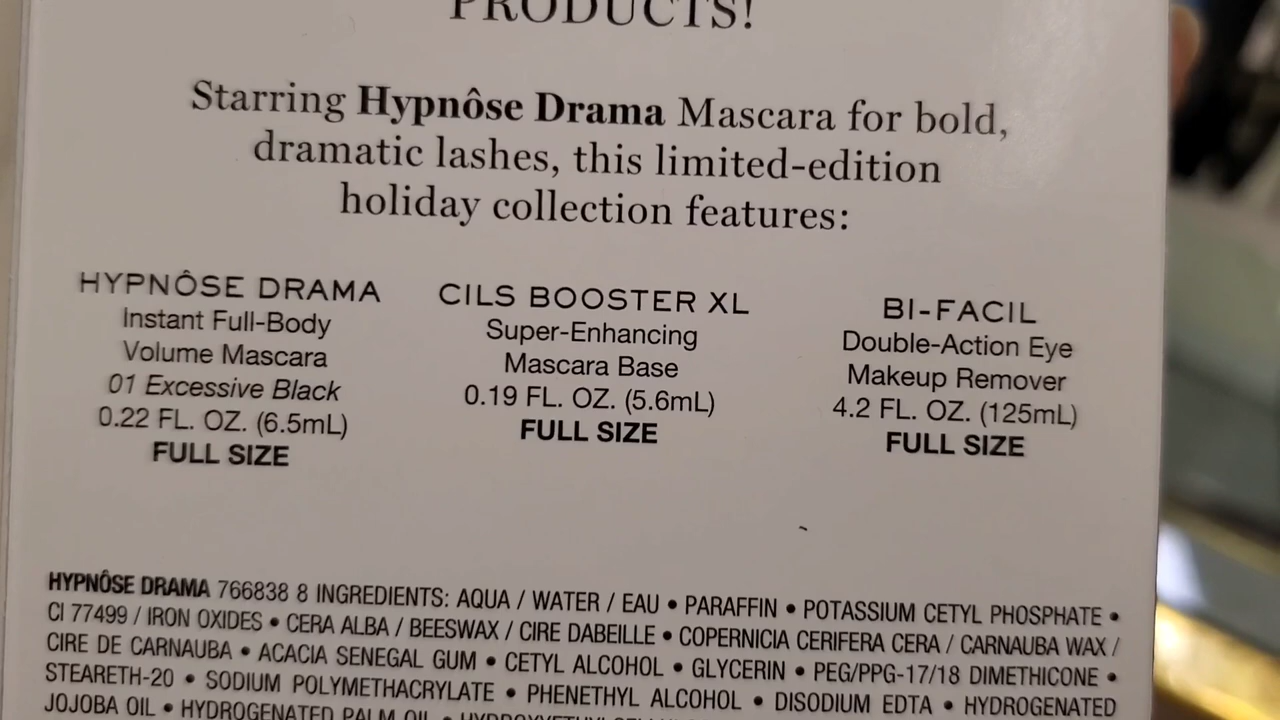 PRODUCTS!
Starring Hypnôse Drama Mascara for bold,
dramatic lashes, this limited-edition
holiday collection features:
HYPNÔSE DRAMA
Instant Full-Body
Volume Mascara
01 Excessive Black
0.22 FL. OZ. (6.5mL)
FULL SIZE
CILS BOOSTER XL
Super-Enhancing
Mascara Base
0.19 FL. OZ. (5.6mL)
FULL SIZE
BI-FACIL
Double-Action Eye
Makeup Remover
4.2 FL. OZ. (125mL)
FULL SIZE
HYPNÔSE DRAMA 766838 8 INGREDIENTS: AQUA / WATER / EAU • PARAFFIN • POTASSIUM CETYL PHOSPHATE •
CI 77499 / IRON OXIDES • CERA ALBA / BEESWAX / CIRE DABEILLE • COPERNICIA CERIFERA CERA / CARNAUBA WAX /
CIRE DE CARNAUBA • ACACIA SENEGAL GUM • CETYL ALCOHOL • GLYCERIN • PEG/PPG-17/18 DIMETHICONE •
STEARETH-20 • SODIUM POLYMETHACRYLATE • PHENETHYL ALCOHOL • DISODIUM EDTA • HYDROGENATED
JOJOBA OIL • HYDROGENATED PALM OIL •